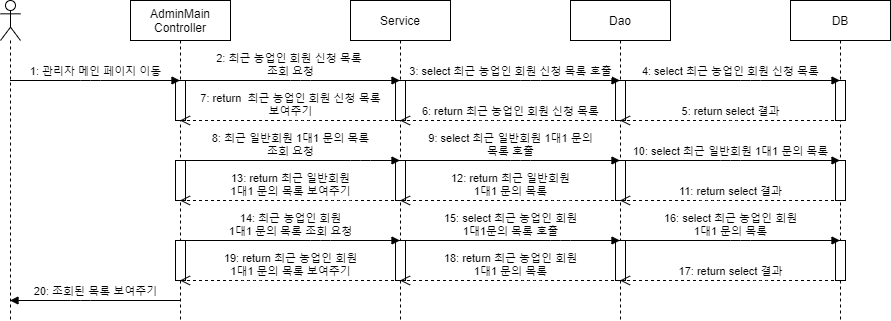 AdminMain
Controller
Service
Dao
DB
1: 관리자 메인 페이지 이동
2: 최근 농업인 회원 신청 목록
조회 요청
3: select 최근 농업인 회원 신청 목록 호출
4: select 최근 농업인 회원 신청 목록
5: return select 결과
6: return 최근 농업인 회원 신청 목록
7: return 최근 농업인 회원 신청 목록
보여주기
8: 최근 일반회원 1대1 문의 목록
조회 요청
9: select 최근 일반회원 1대1 문의
목록 호출
10: select 최근 일반회원 1대1 문의 목록
11: return select 결과
12: return 최근 일반회원
1대1 문의 목록
13: return 최근 일반회원
1대1 문의 목록 보여주기
14: 최근 농업인 회원
1대1 문의 목록 조회 요청
15: select 최근 농업인 회원
1대1문의 목록 호출
16: select 최근 농업인 회원
1대1 문의 목록
17: return select 결과
18: return 최근 농업인 회원
1대1 문의 목록
19: return 최근 농업인 회원
1대1 문의 목록 보여주기
20: 조회된 목록 보여주기